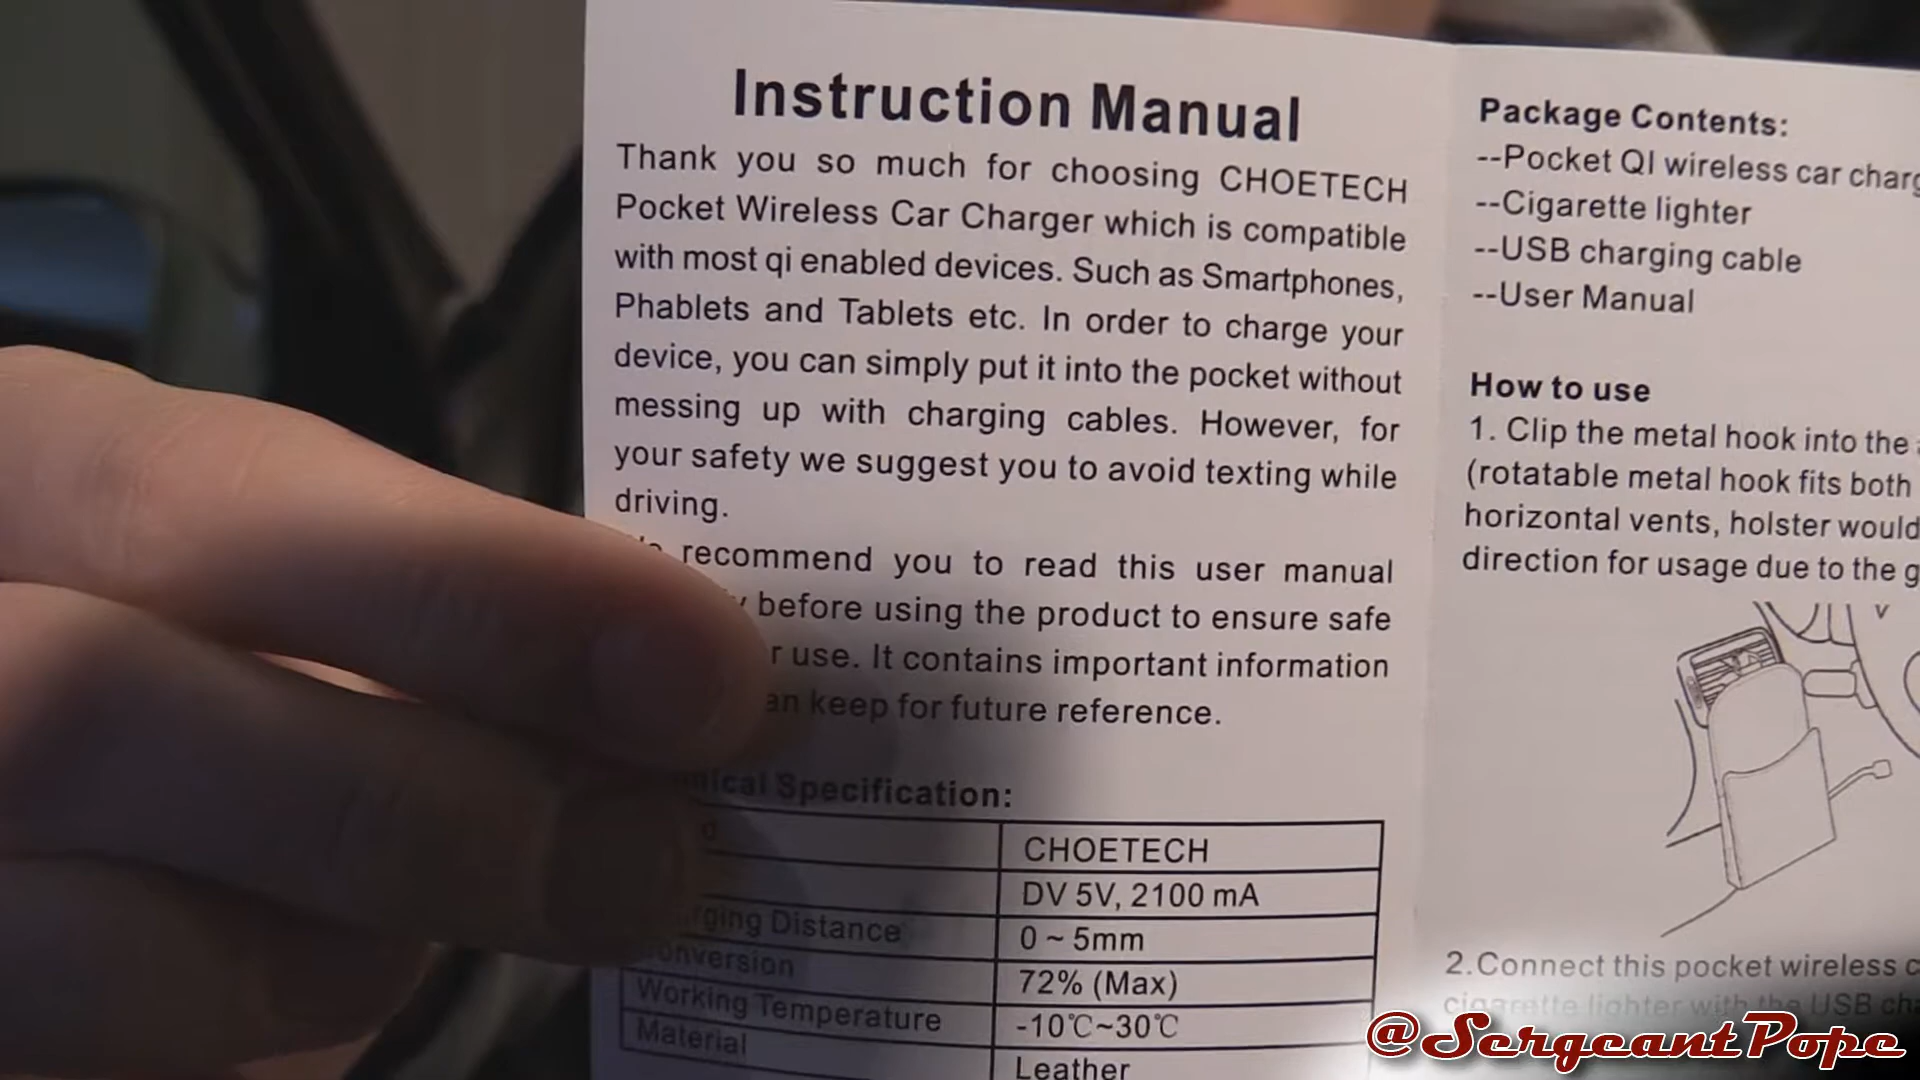 Instruction Manual
Thank you so much for choosing CHOETECH
Pocket Wireless Car Charger which is compatible
with most qi enabled devices. Such as Smartphones,
Phablets and Tablets etc. In order to charge your
device, you can simply put it into the pocket without
messing up with charging cables. However, for
your safety we suggest you to avoid texting while
driving.
recommend you to read this user manual
before using the product to ensure safe
use. It contains important information
keep for future reference.
Specification:
CHOETECH
DV 5V, 2100 mA
Distance 0 ~ 5mm
72% (Max)
Working Temperature -10℃~30℃
Material Leather
Package Contents:
--Pocket QI wireless car
--Cigarette lighter
--USB charging cable
--User Manual
How to use
1. Clip the metal hook into the
(rotatable metal hook fits both
horizontal vents, holster would
direction for usage due to the
2.Connect this pocket wireless
cigarette lighter with the USB
@SergeantPope